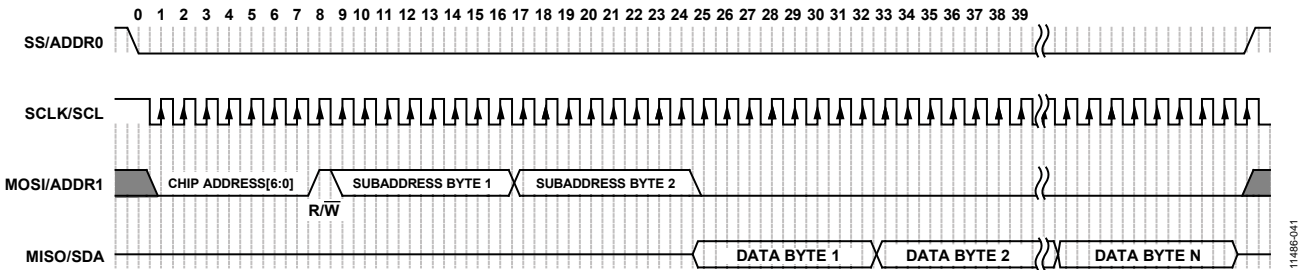 0 1 2 3 4 5 6 7 8 9 10 11 12 13 14 15 16 17 18 19 20 21 22 23 24 25 26 27 28 29 30 31 32 33 34 35 36 37 38 39
SS/ADDR0
SCLK/SCL
MOSI/ADDR1 CHIP ADDRESS[6:0] SUBADDRESS BYTE 1 SUBADDRESS BYTE 2
R/W̅
MISO/SDA DATA BYTE 1 DATA BYTE 2 DATA BYTE N
11486-041